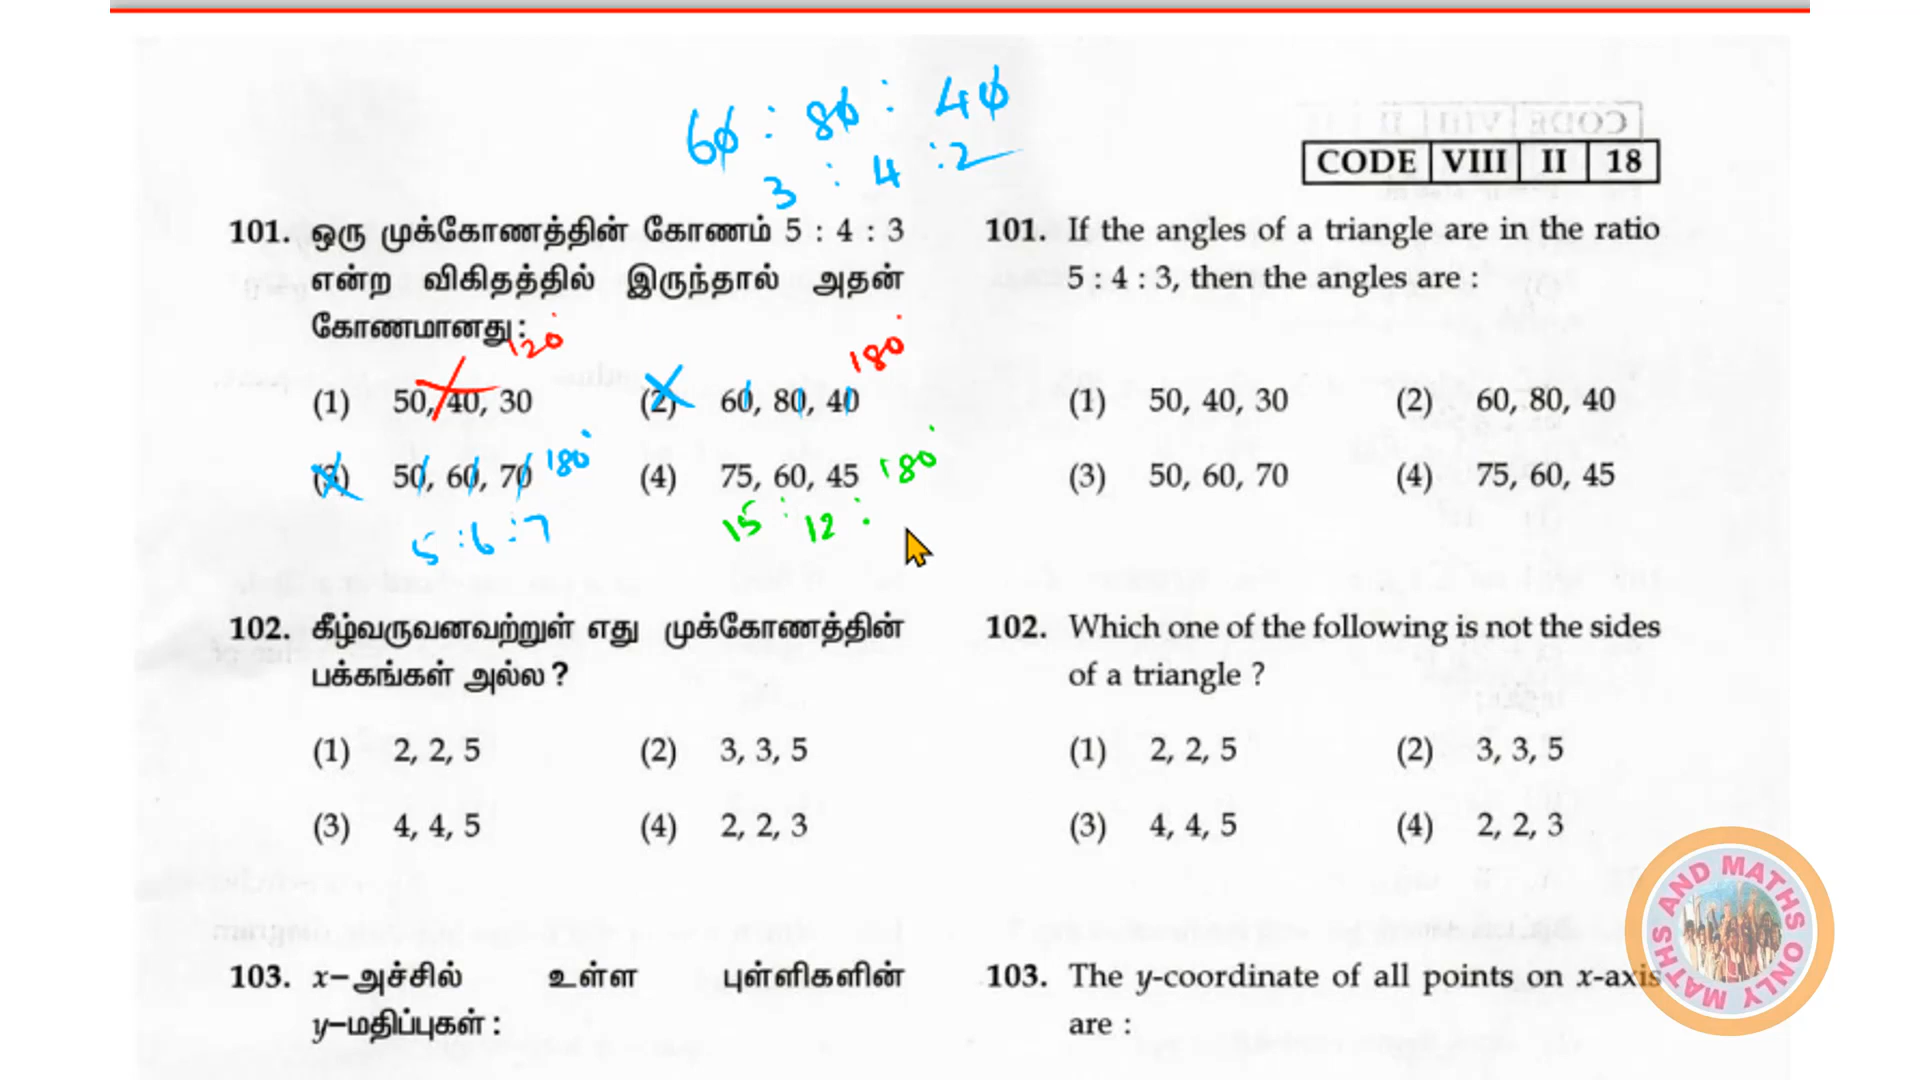 60 : 80 : 40
3 : 4 : 2
CODE VIII II 18
101. ஒரு முக்கோணத்தின் கோணம் 5 : 4 : 3
என்ற விகிதத்தில் இருந்தால் அதன்
கோணமானது :
120°
180°
(1) 50, 40, 30 (2) 60, 80, 40
(3) 50, 60, 70 180° (4) 75, 60, 45 180°
5 : 6 : 7
15 : 12 :
102. கீழ்வருவனவற்றுள் எது முக்கோணத்தின்
பக்கங்கள் அல்ல ?
(1) 2, 2, 5 (2) 3, 3, 5
(3) 4, 4, 5 (4) 2, 2, 3
103. x–அச்சில் உள்ள புள்ளிகளின்
y–மதிப்புகள் :
101. If the angles of a triangle are in the ratio
5 : 4 : 3, then the angles are :
(1) 50, 40, 30 (2) 60, 80, 40
(3) 50, 60, 70 (4) 75, 60, 45
102. Which one of the following is not the sides
of a triangle ?
(1) 2, 2, 5 (2) 3, 3, 5
(3) 4, 4, 5 (4) 2, 2, 3
103. The y-coordinate of all points on x-axis
are :
MATHS AND MATHS ONLY